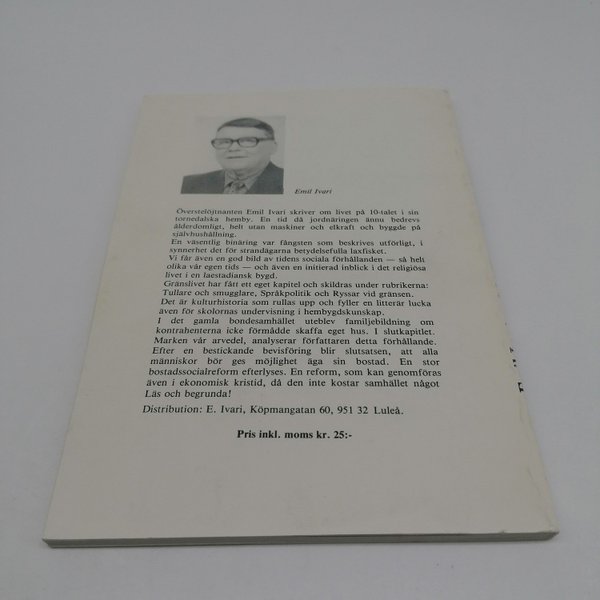 Emil Ivari
Överstelöjtnanten Emil Ivari skriver om livet på 10-talet i sin
tornedalska hemby. En tid då jordnäringen ännu bedrevs
ålderdomligt, helt utan maskiner och elkraft och byggde på
självhushållning.
En väsentlig binäring var fångsten som beskrives utförligt, i
synnerhet det för strandägarna betydelsefulla laxfisket.
Vi får även en god bild av tidens sociala förhållanden — så helt
olika vår egen tids — och även en initierad inblick i det religiösa
livet i en laestadiansk bygd.
Gränslivet har fått ett eget kapitel och skildras under rubrikerna:
Tullare och smugglare, Språkpolitik och Ryssar vid gränsen.
Det är kulturhistoria som rullas upp och fyller en litterär lucka
även för skolornas undervisning i hembygdskunskap.
I det gamla bondesamhället uteblev familjebildning om
kontrahenterna icke förmådde skaffa eget hus. I slutkapitlet.
Marken vår arvedel, analyserar författaren detta förhållande.
Efter en bestickande bevisföring blir slutsatsen, att alla
människor bör ges möjlighet äga sin bostad. En stor
bostadssocialreform efterlyses. En reform, som kan genomföras
även i ekonomisk kristid, då den inte kostar samhället något
Läs och begrunda!
Distribution: E. Ivari, Köpmangatan 60, 951 32 Luleå.
Pris inkl. moms kr. 25:-